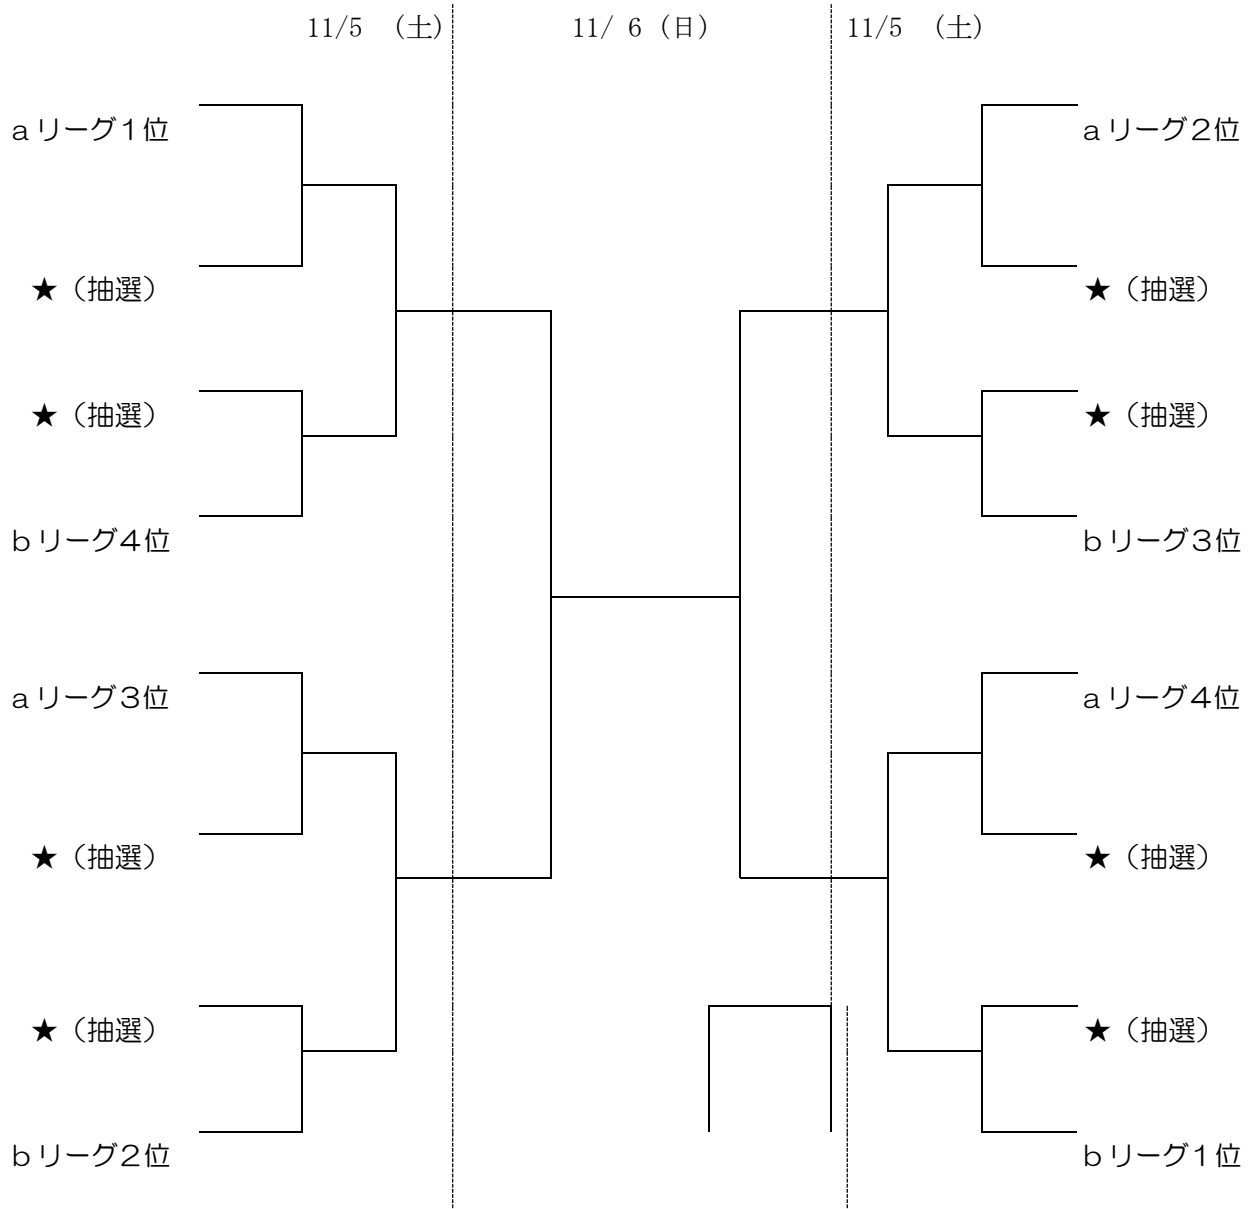 11/5 （土） 11/ 6（日） 11/5 （土）
ａリーグ１位 ａリーグ２位
★（抽選） ★（抽選）
★（抽選） ★（抽選）
ｂリーグ４位 ｂリーグ３位
ａリーグ３位 ａリーグ４位
★（抽選） ★（抽選）
★（抽選） ★（抽選）
ｂリーグ２位 ｂリーグ１位